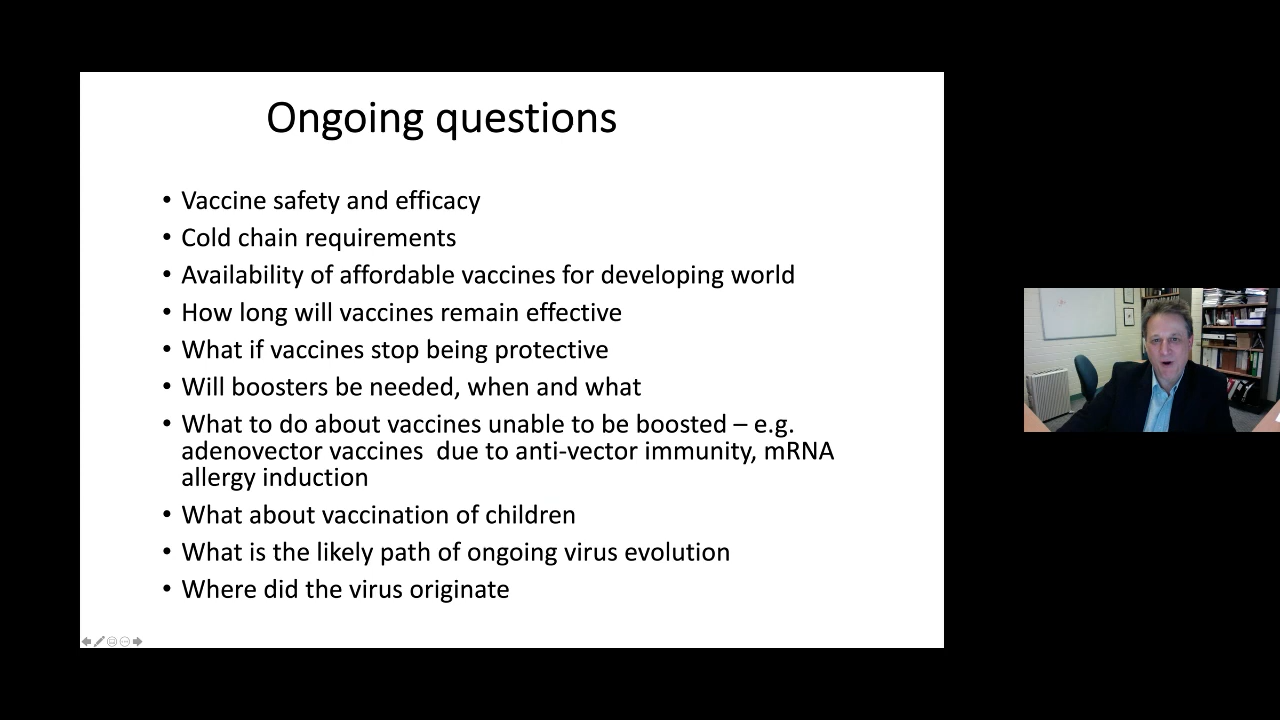 Ongoing questions
• Vaccine safety and efficacy
• Cold chain requirements
• Availability of affordable vaccines for developing world
• How long will vaccines remain effective
• What if vaccines stop being protective
• Will boosters be needed, when and what
• What to do about vaccines unable to be boosted – e.g.
adenovector vaccines  due to anti-vector immunity, mRNA
allergy induction
• What about vaccination of children
• What is the likely path of ongoing virus evolution
• Where did the virus originate